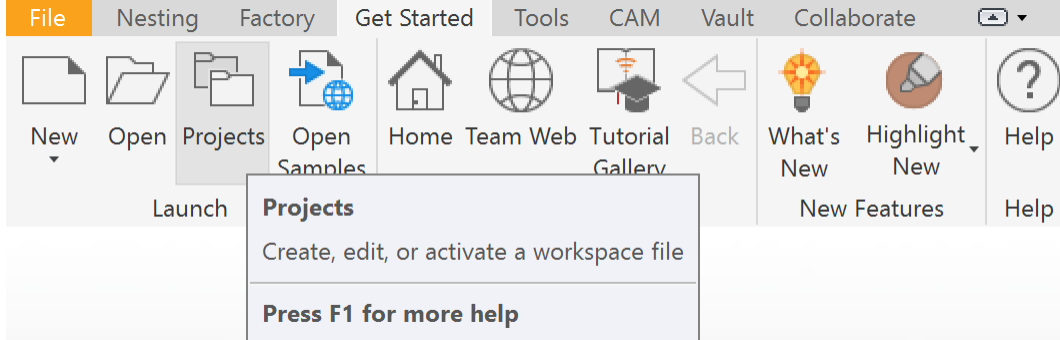 File Nesting Factory Get Started Tools CAM Vault Collaborate
New Open Projects Open Samples Home Team Web Tutorial Gallery Back What's New Highlight New Help
Launch New Features Help
Projects
Create, edit, or activate a workspace file
Press F1 for more help